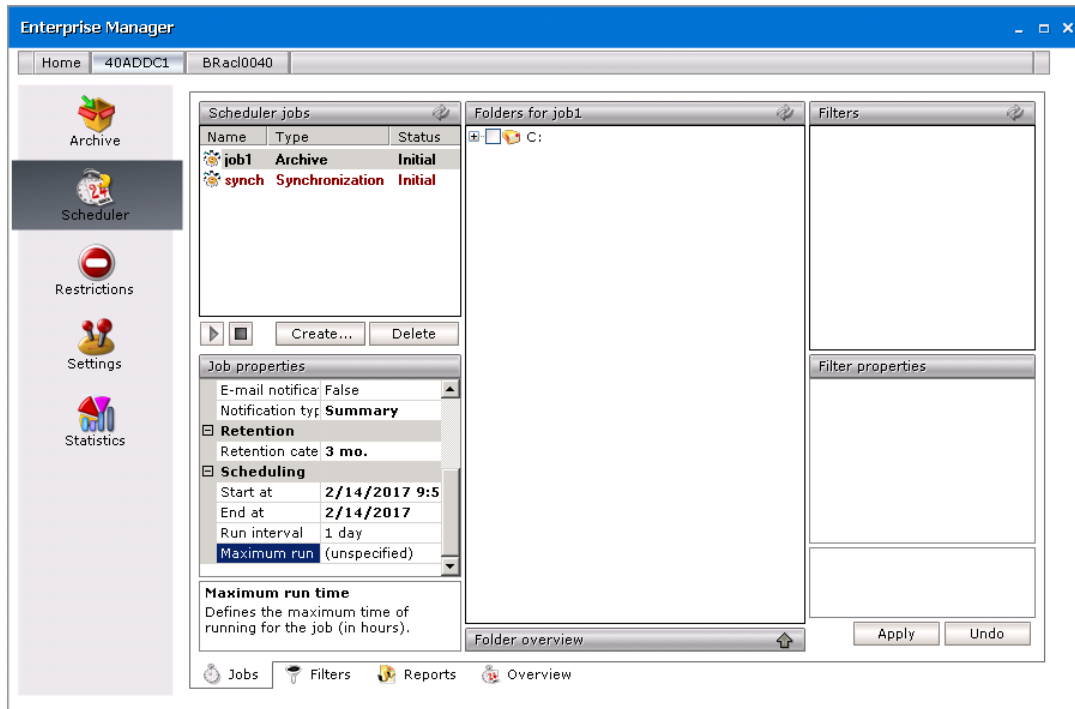 Enterprise Manager
Home 40ADDC1 BRacl0040
Archive
Scheduler
Restrictions
Settings
Statistics
Scheduler jobs
Name Type Status
job1 Archive Initial
synch Synchronization Initial
Create... Delete
Job properties
E-mail notifica False
Notification typ Summary
Retention
Retention cate 3 mo.
Scheduling
Start at 2/14/2017 9:5
End at 2/14/2017
Run interval 1 day
Maximum run (unspecified)
Maximum run time
Defines the maximum time of
running for the job (in hours).
Folders for job1
C:
Folder overview
Filters
Filter properties
Apply Undo
Jobs Filters Reports Overview